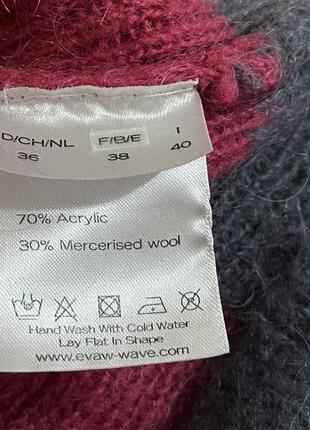 D/CH/NL F/B/E I
36 38 40
70% Acrylic
30% Mercerised wool
Hand Wash With Cold Water
Lay Flat In Shape
www.evaw-wave.com